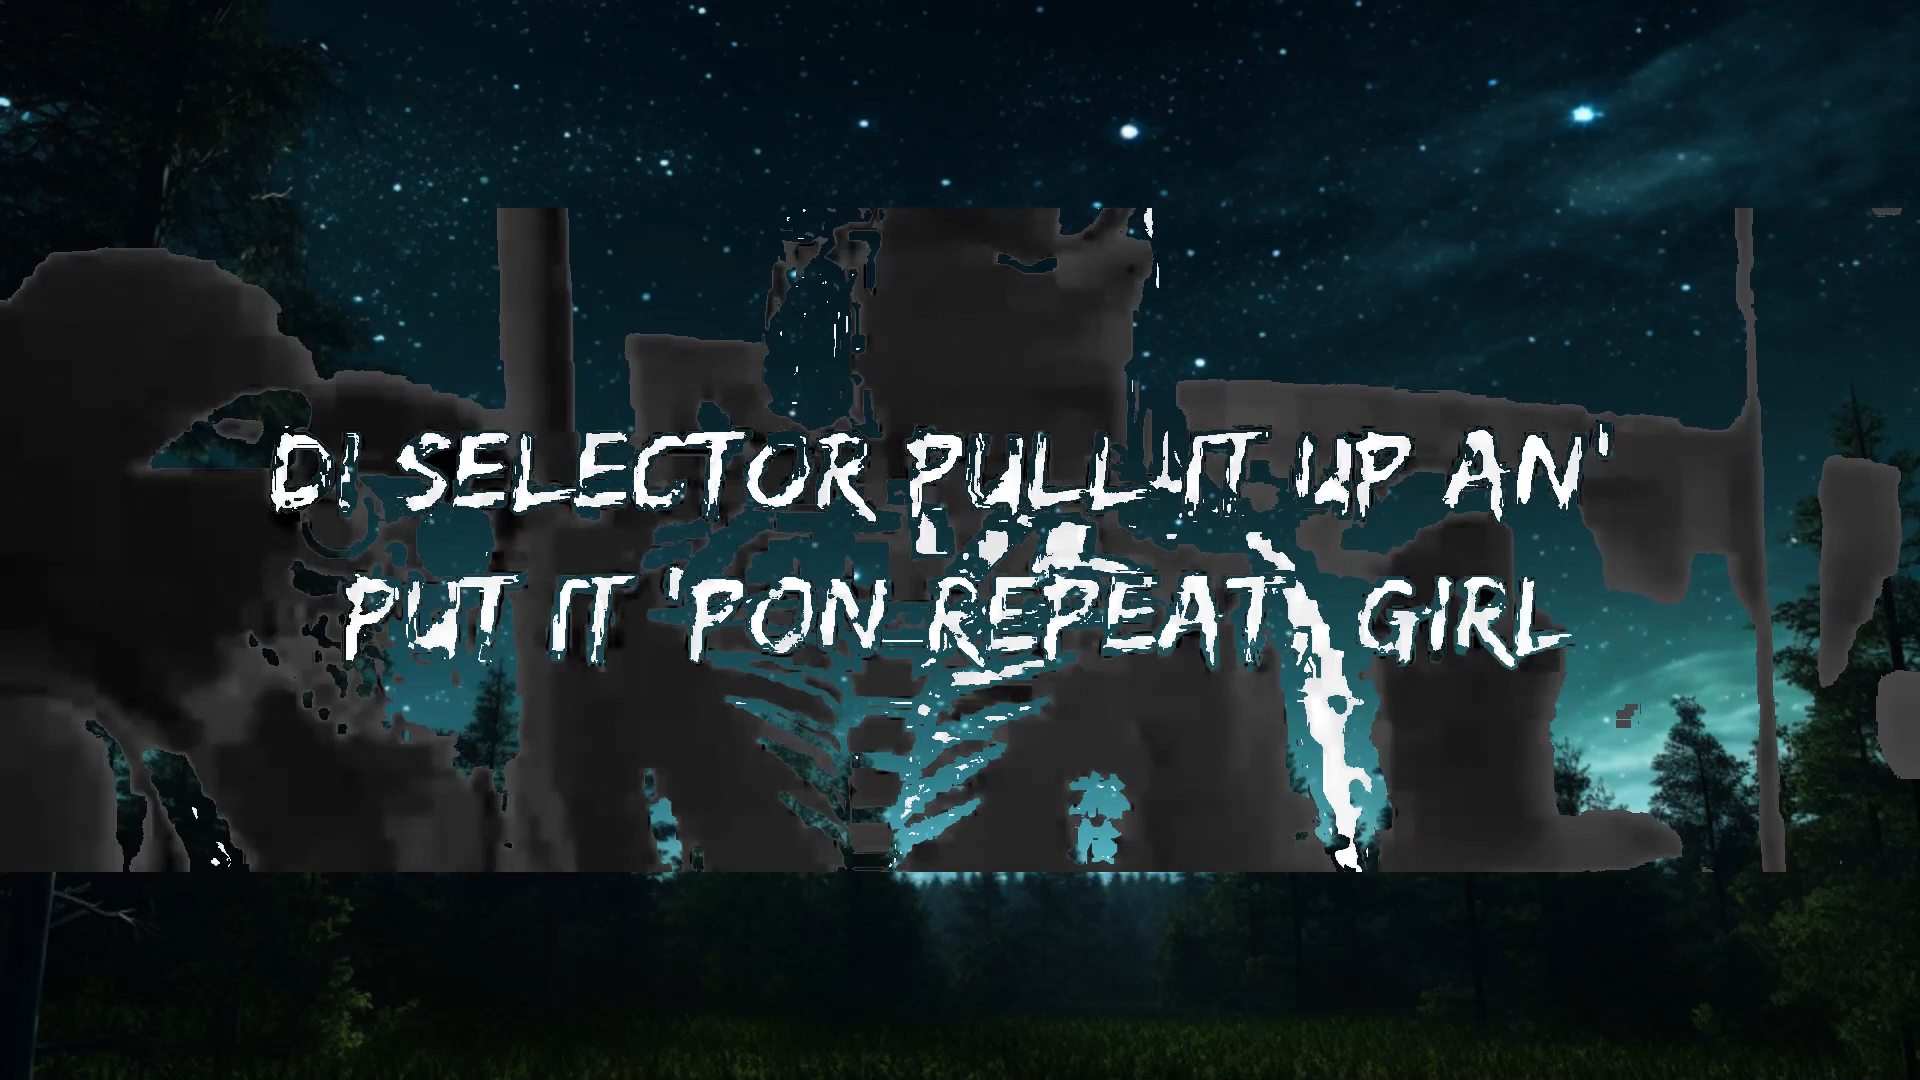 DI SELECTOR PULL IT UP AN'
PUT IT 'PON REPEAT, GIRL